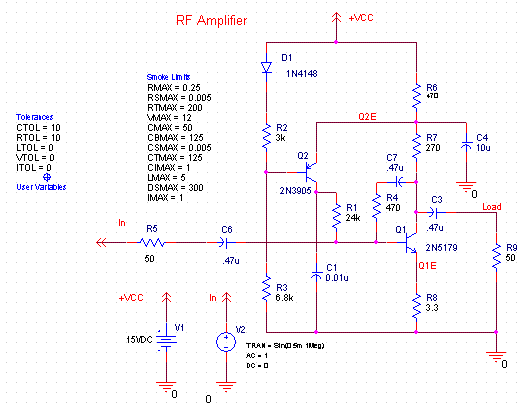 RF Amplifier
+VCC
D1
1N4148
Smoke Limits
RMAX = 0.25
RSMAX = 0.005
RTMAX = 200
VMAX = 12
CMAX = 50
CBMAX = 125
CSMAX = 0.005
CTMAX = 125
CIMAX = 1
LMAX = 5
DSMAX = 300
IMAX = 1
Tolerances
CTOL = 10
RTOL = 10
LTOL = 0
VTOL = 0
ITOL = 0
User Variables
R6
470
Q2E
R2
3k
R7
270
C4
10u
0
Q2
2N3905
C7
.47u
R4
470
R1
24k
C3
.47u
Load
In
R5
50
C6
.47u
Q1
2N5179
Q1E
R9
50
C1
0.01u
R3
6.8k
R8
3.3
0
+VCC
In
V1
15VDC
V2
TRAN = Sin(0 5m 1Meg)
AC = 1
DC = 0
0
0